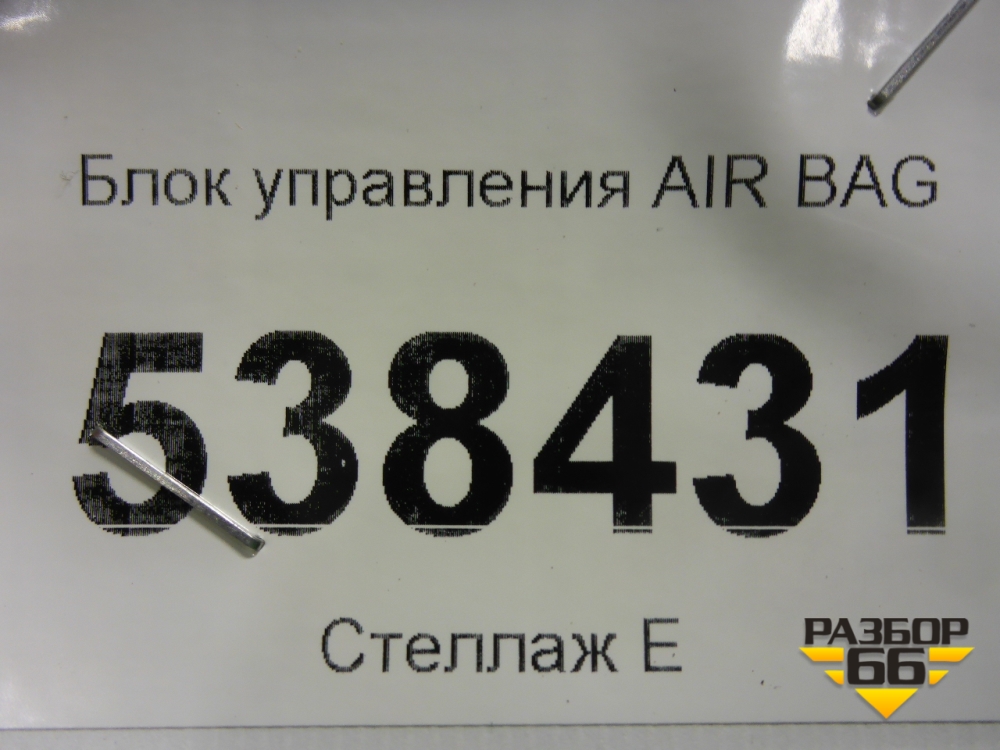 Блок управления AIR BAG
538431
Стеллаж Е
РАЗБОР
66